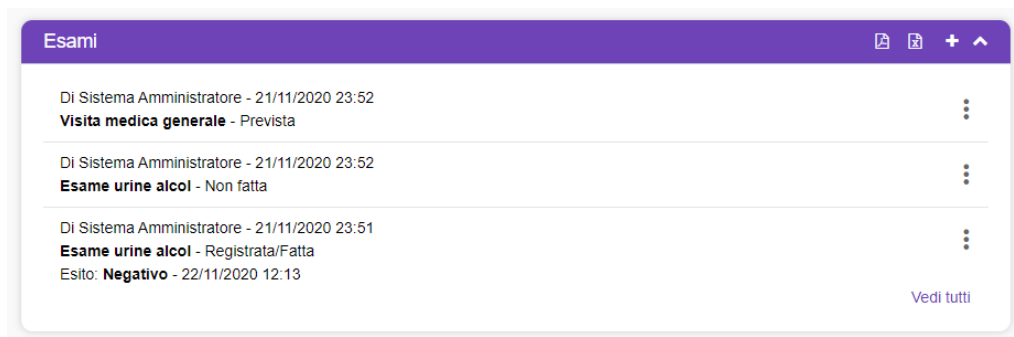 Esami
Di Sistema Amministratore - 21/11/2020 23:52
Visita medica generale - Prevista
Di Sistema Amministratore - 21/11/2020 23:52
Esame urine alcol - Non fatta
Di Sistema Amministratore - 21/11/2020 23:51
Esame urine alcol - Registrata/Fatta
Esito: Negativo - 22/11/2020 12:13
Vedi tutti